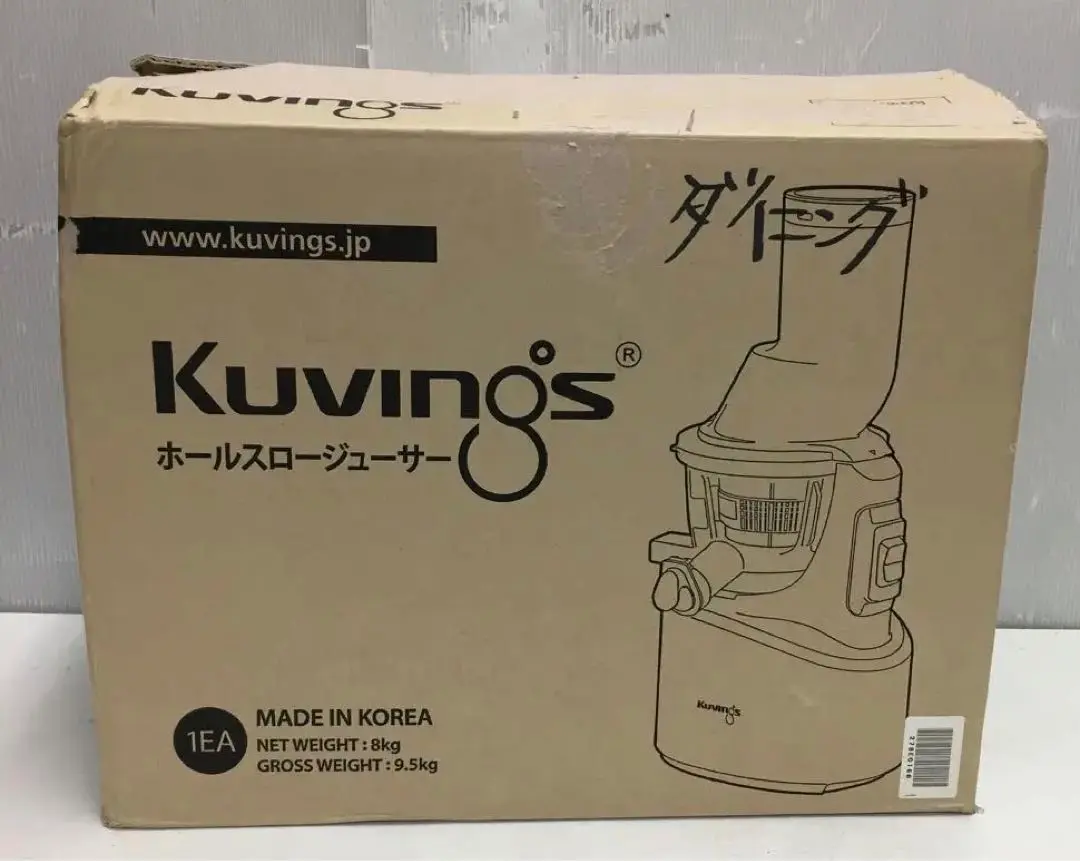 Kuvings
ダイニング
www.kuvings.jp
Kuvings®
ホールスロージューサー
Kuvings
1EA
MADE IN KOREA
NET WEIGHT : 8kg
GROSS WEIGHT : 9.5kg